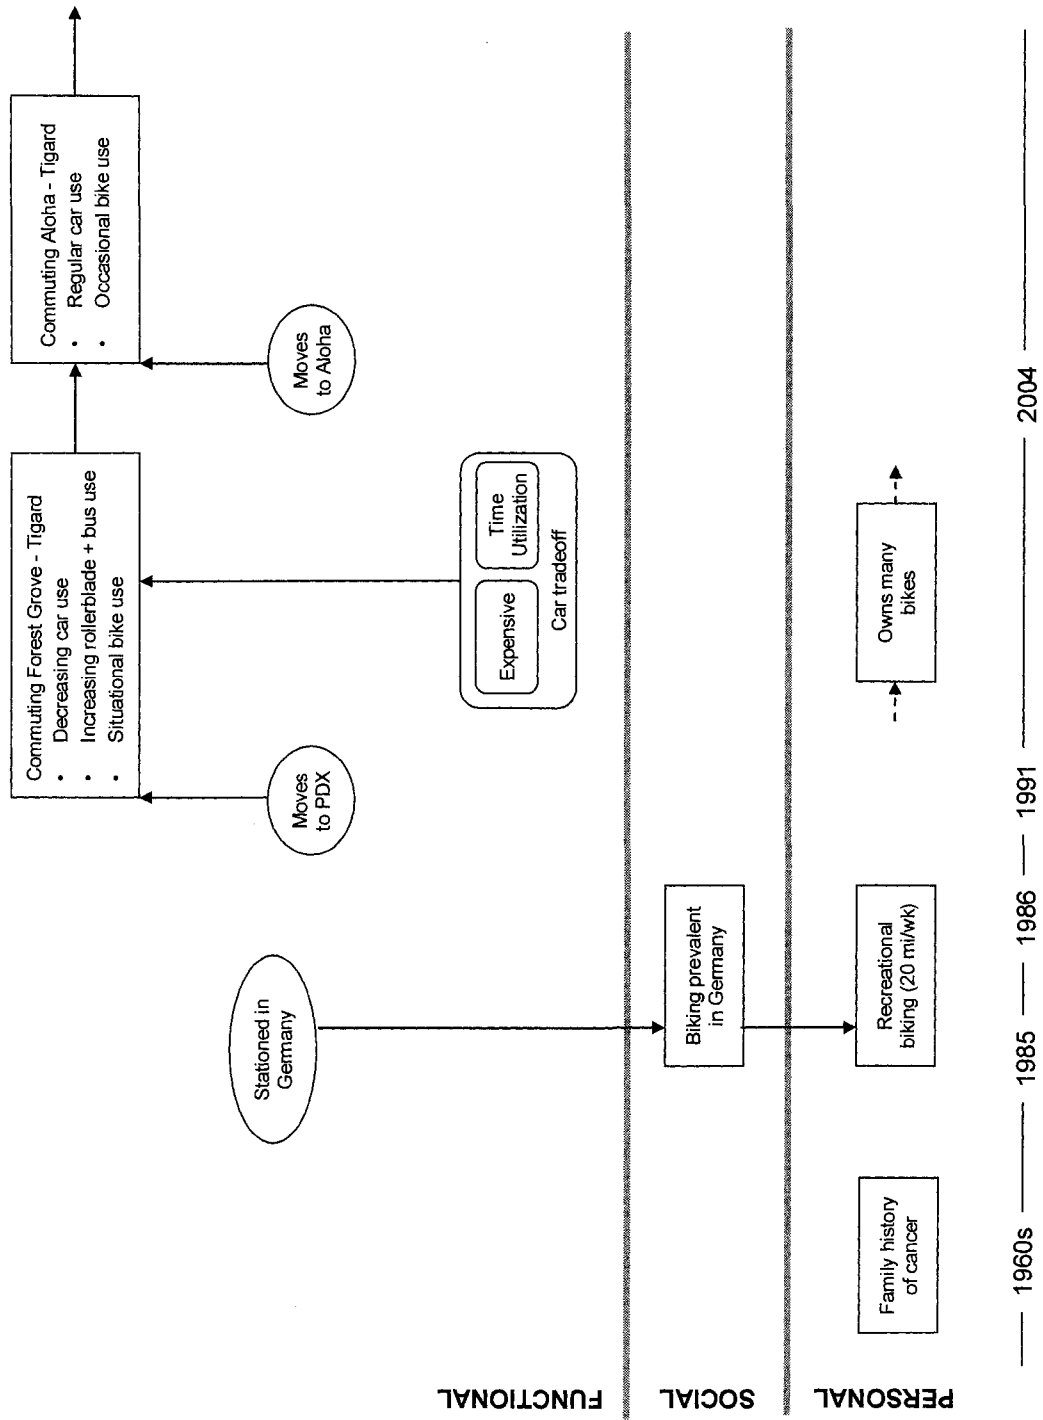 Commuting Forest Grove - Tigard
• Decreasing car use
• Increasing rollerblade + bus use
• Situational bike use
Commuting Aloha - Tigard
• Regular car use
• Occasional bike use
Stationed in
Germany
Moves
to PDX
Moves
to Aloha
Expensive
Time
Utilization
Car tradeoff
FUNCTIONAL
Biking prevalent
in Germany
SOCIAL
Family history
of cancer
Recreational
biking (20 mi/wk)
Owns many
bikes
PERSONAL
1960s
1985
1986
1991
2004